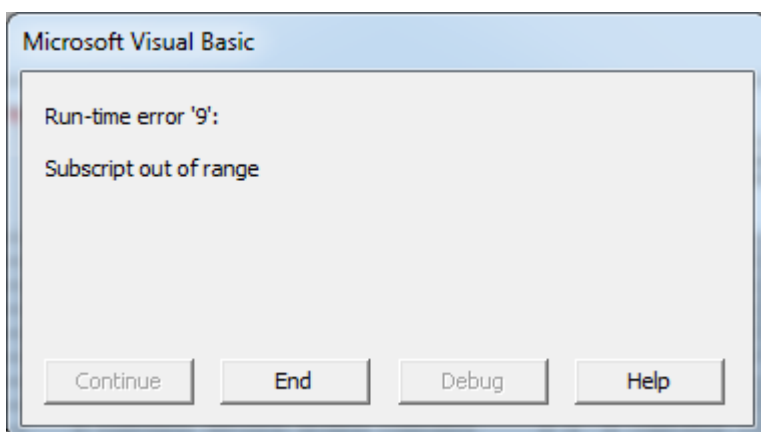 Microsoft Visual Basic
Run-time error '9':
Subscript out of range
Continue
End
Debug
Help